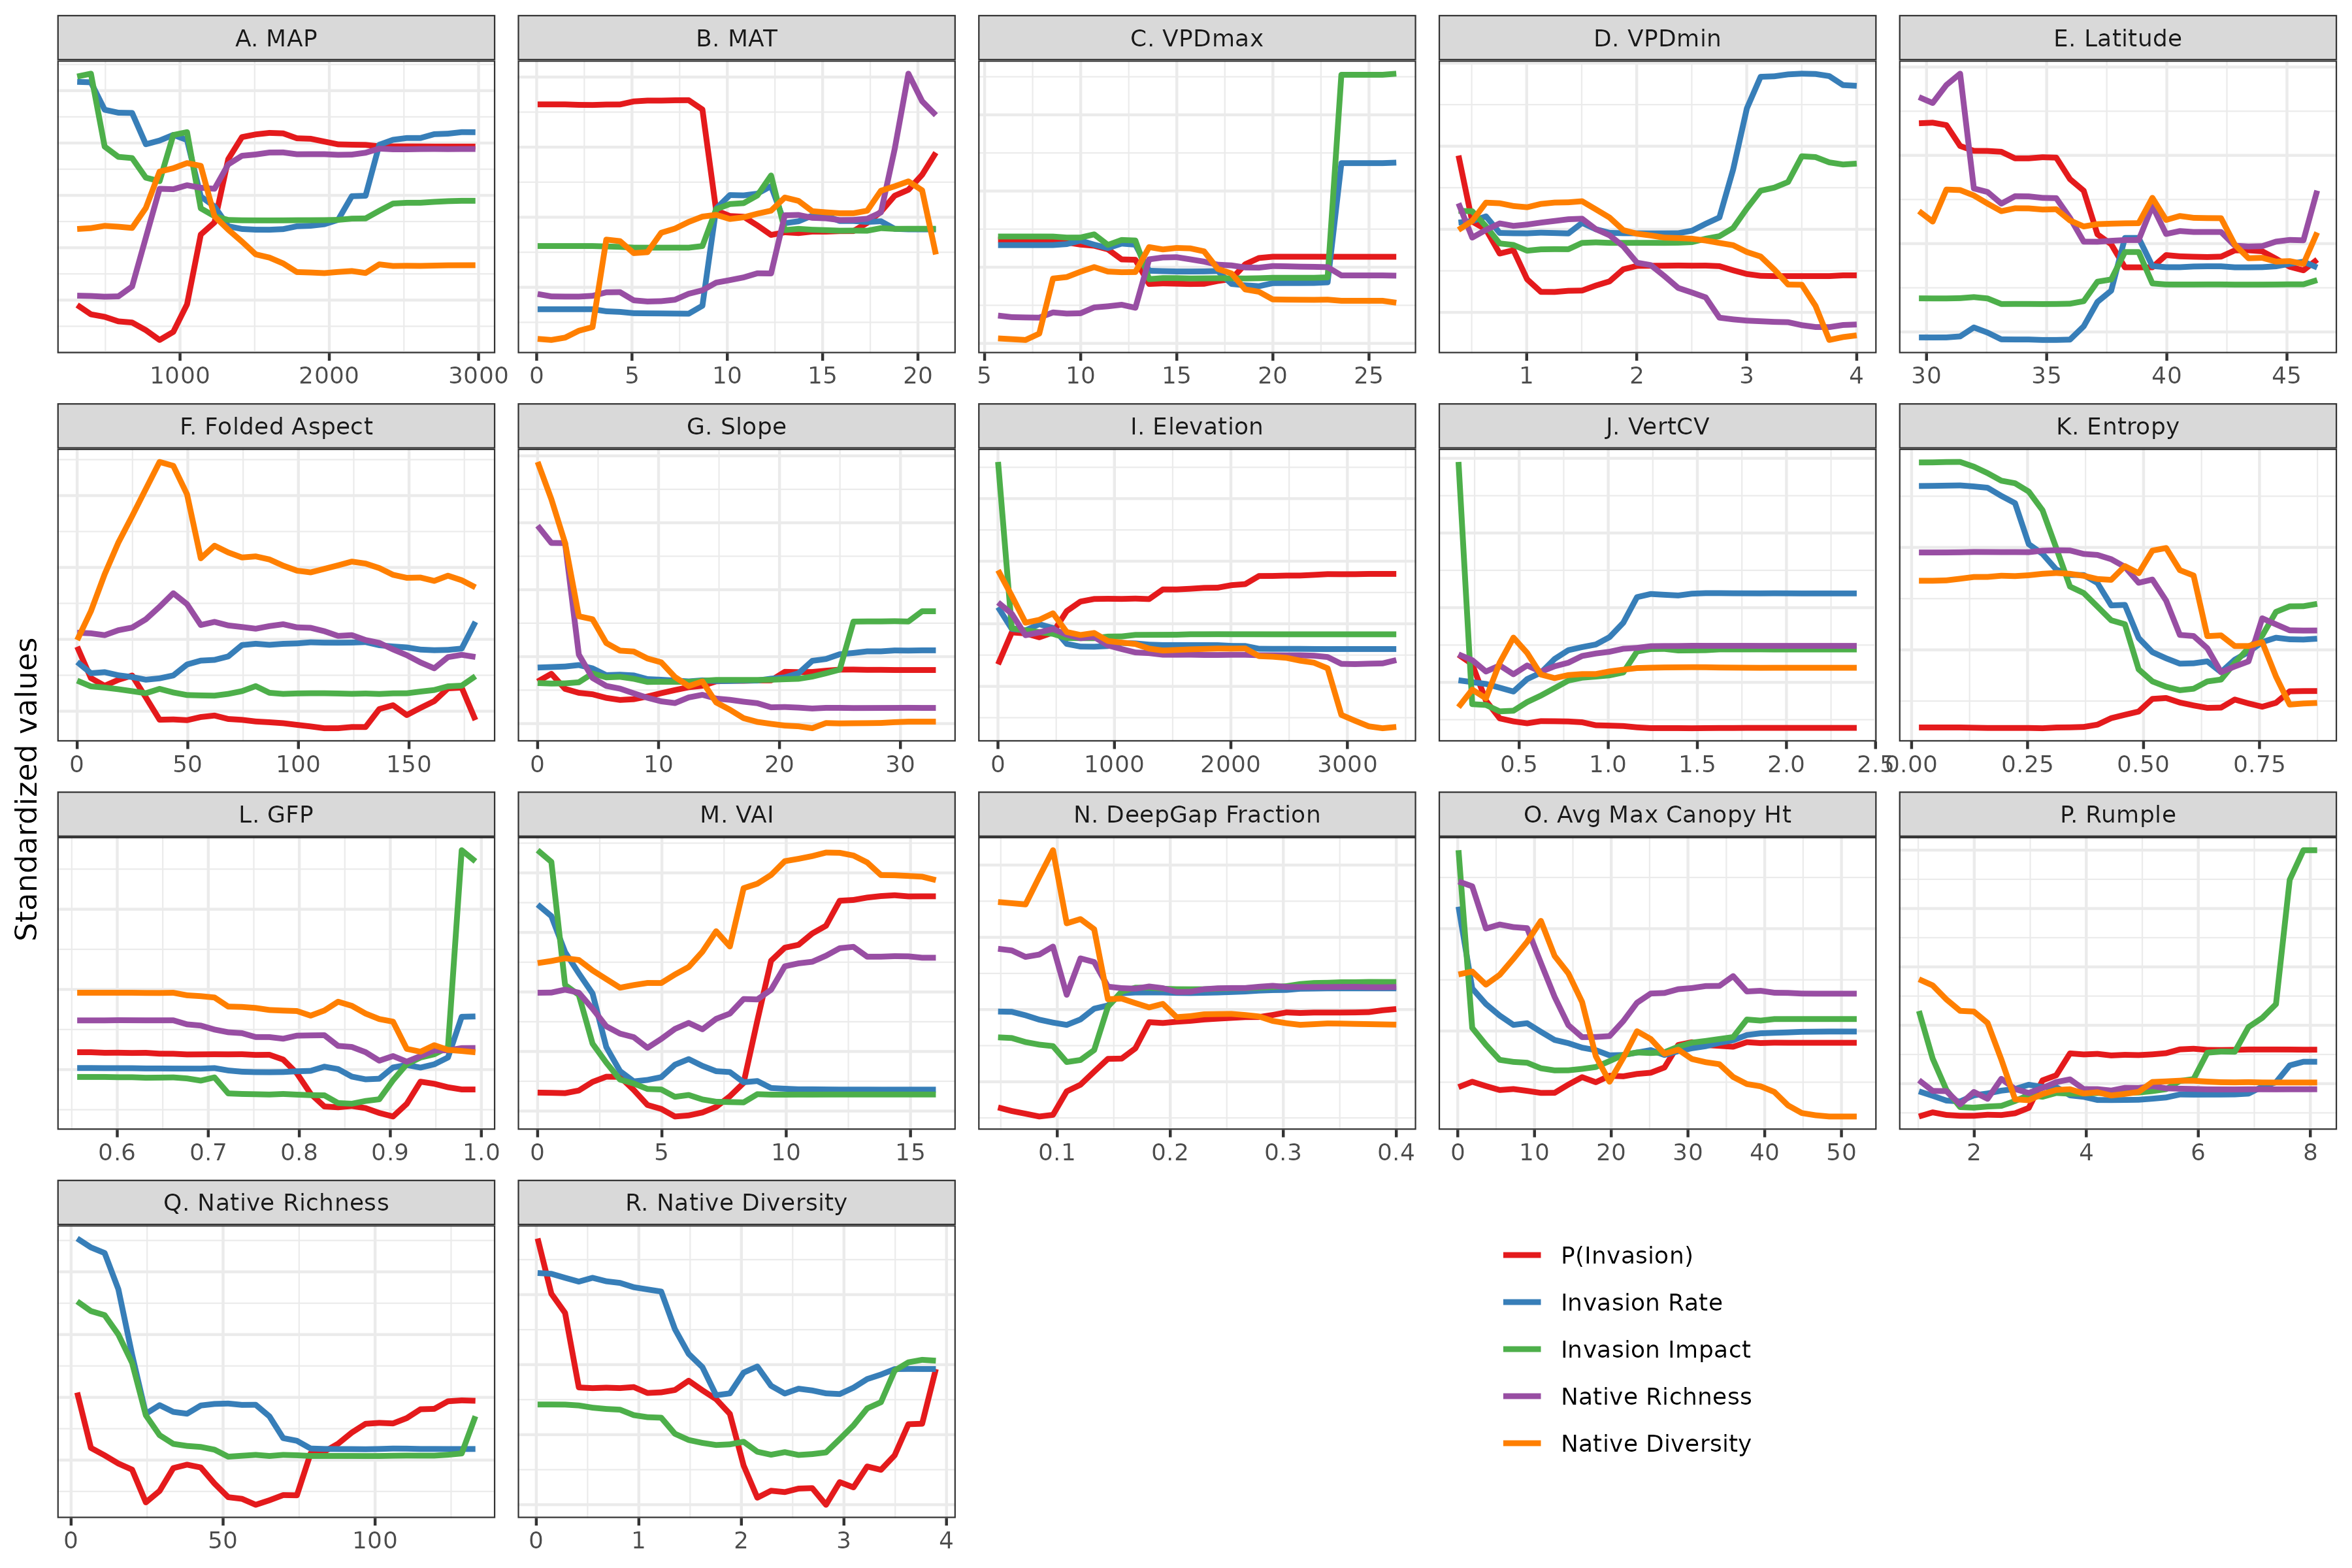 A. MAP
B. MAT
C. VPDmax
D. VPDmin
E. Latitude
1000 2000 3000
0 5 10 15 20
5 10 15 20 25
1 2 3 4
30 35 40 45
F. Folded Aspect
G. Slope
I. Elevation
J. VertCV
K. Entropy
0 50 100 150
0 10 20 30
0 1000 2000 3000
0.5 1.0 1.5 2.0 2.5
0.00 0.25 0.50 0.75
Standardized values
L. GFP
M. VAI
N. DeepGap Fraction
O. Avg Max Canopy Ht
P. Rumple
0.6 0.7 0.8 0.9 1.0
0 5 10 15
0.1 0.2 0.3 0.4
0 10 20 30 40 50
2 4 6 8
Q. Native Richness
R. Native Diversity
0 50 100
0 1 2 3 4
P(Invasion)
Invasion Rate
Invasion Impact
Native Richness
Native Diversity